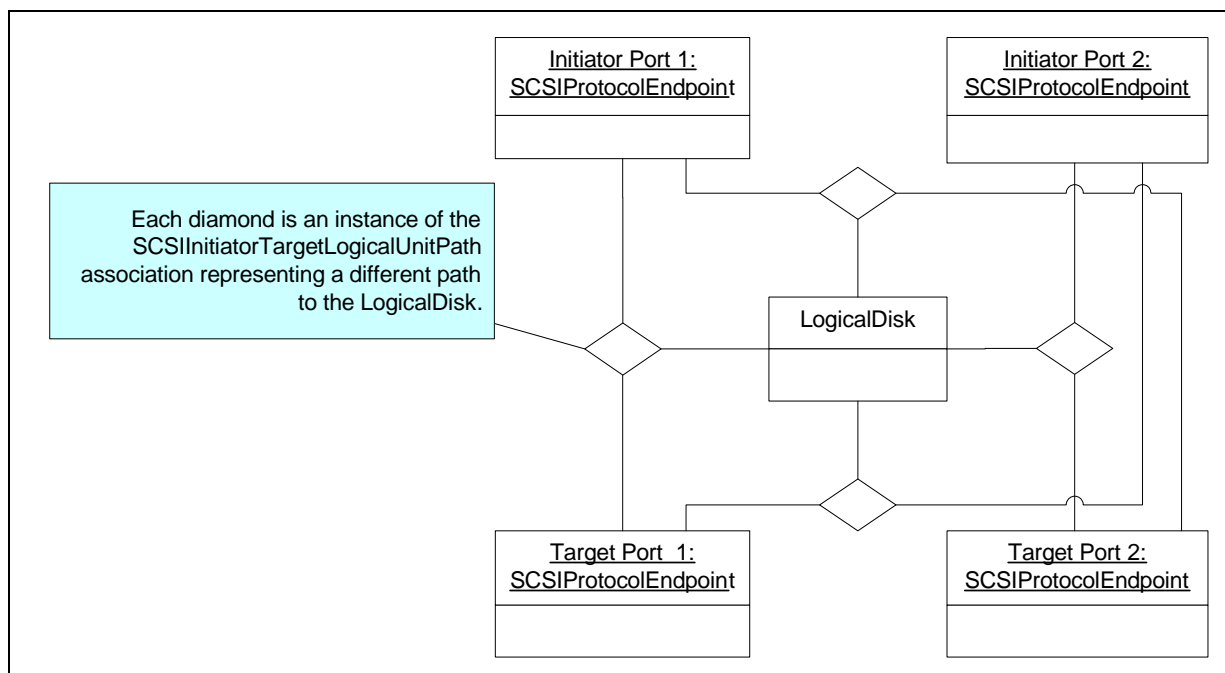 Initiator Port 1:
SCSIProtocolEndpoint
Initiator Port 2:
SCSIProtocolEndpoint
Each diamond is an instance of the
SCSIInitiatorTargetLogicalUnitPath
association representing a different path
to the LogicalDisk.
LogicalDisk
Target Port 1:
SCSIProtocolEndpoint
Target Port 2:
SCSIProtocolEndpoint